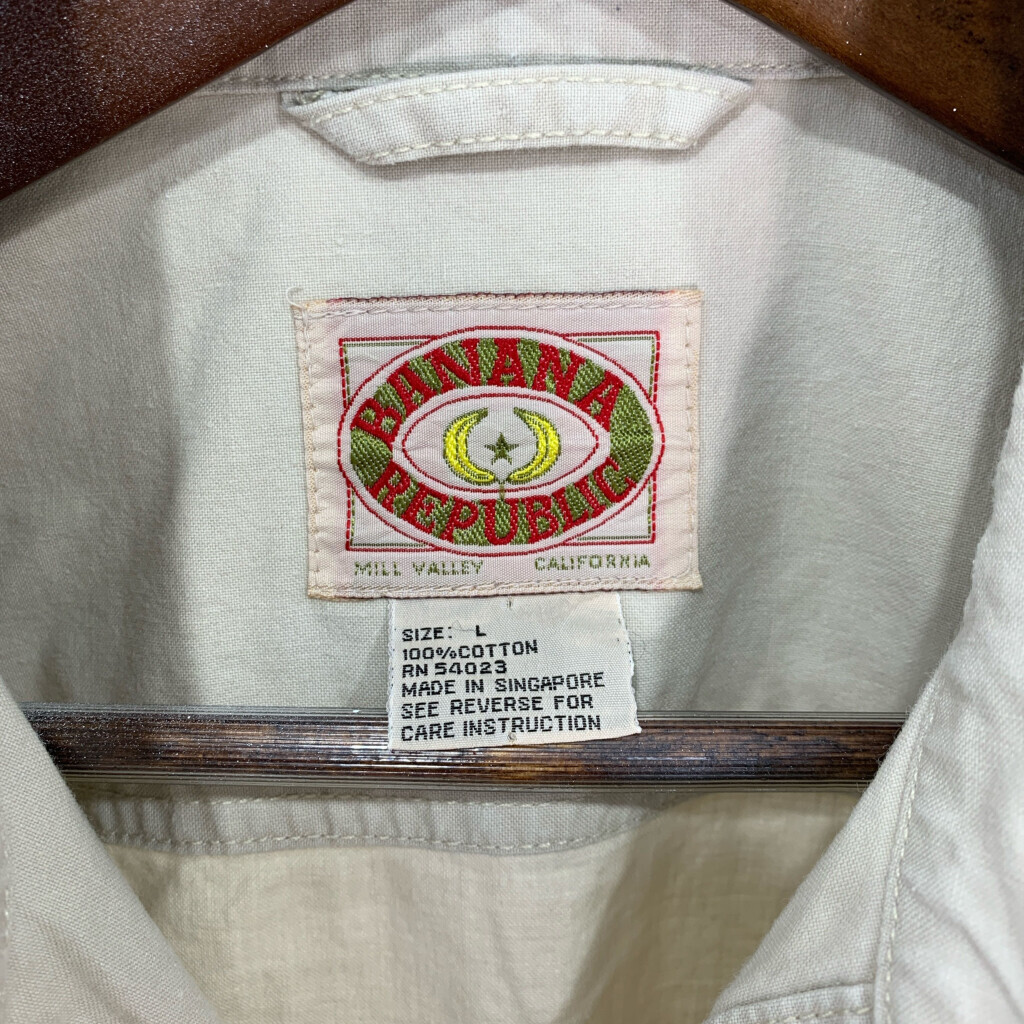 BANANA
REPUBLIC
MILL VALLEY CALIFORNIA
SIZE: L
100%COTTON
RN 54023
MADE IN SINGAPORE
SEE REVERSE FOR
CARE INSTRUCTION